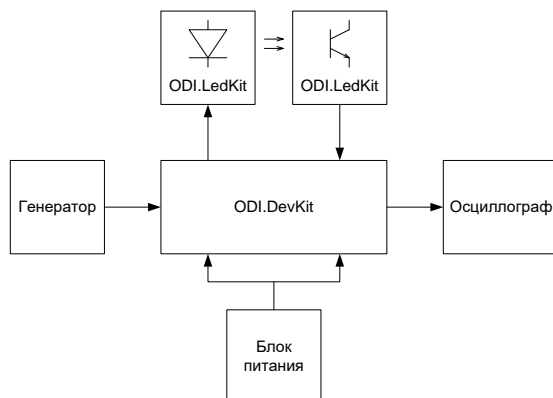 ODI.LedKit
ODI.LedKit
Генератор
ODI.DevKit
Осциллограф
Блок
питания